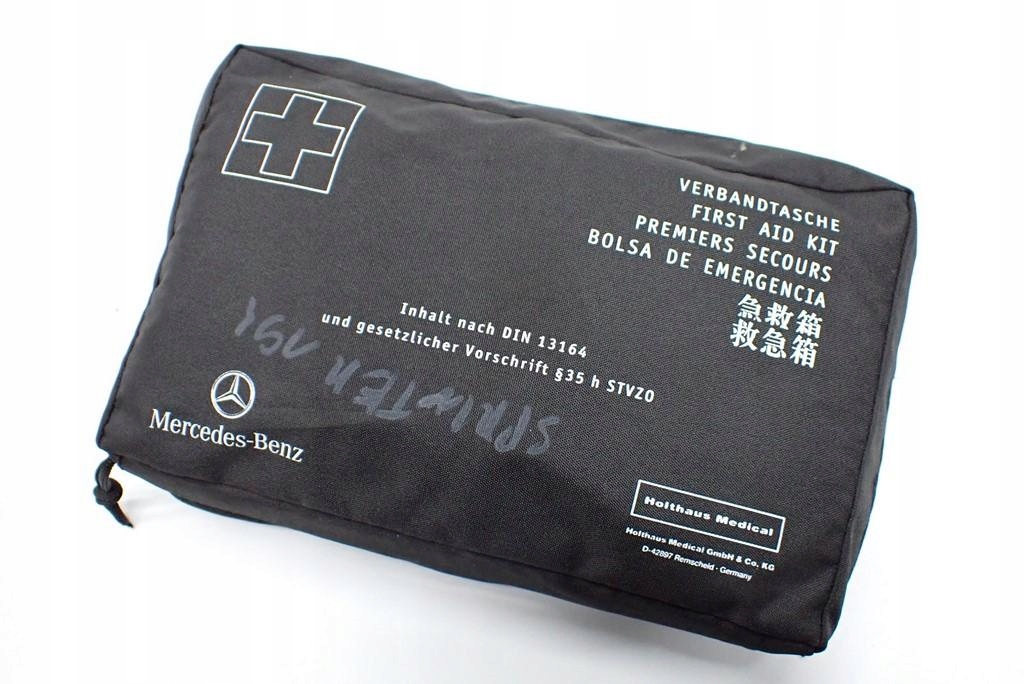 VERBANDTASCHE
FIRST AID KIT
PREMIERS SECOURS
BOLSA DE EMERGENCIA
急救箱
救急箱
Inhalt nach DIN 13164
und gesetzlicher Vorschrift §35 h STVZO
SPRINTER
Mercedes-Benz
Holthaus Medical
Holthaus Medical GmbH & Co. KG
D-42897 Remscheid · Germany